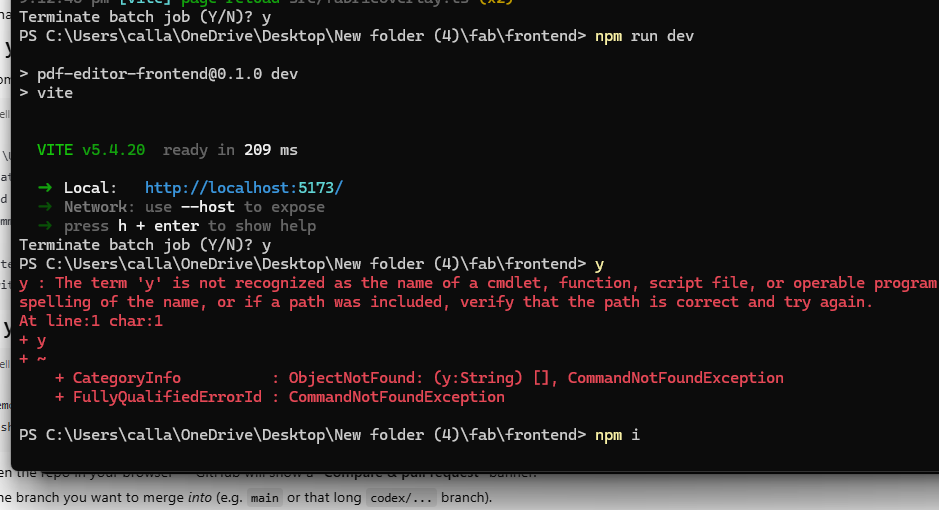 9:12:48 pm [vite] page reload src/fabricOverlay.ts (x2)
Terminate batch job (Y/N)? y
PS C:\Users\calla\OneDrive\Desktop\New folder (4)\fab\frontend> npm run dev
> pdf-editor-frontend@0.1.0 dev
> vite
VITE v5.4.20 ready in 209 ms
➜ Local: http://localhost:5173/
➜ Network: use --host to expose
➜ press h + enter to show help
Terminate batch job (Y/N)? y
PS C:\Users\calla\OneDrive\Desktop\New folder (4)\fab\frontend> y
y : The term 'y' is not recognized as the name of a cmdlet, function, script file, or operable program
spelling of the name, or if a path was included, verify that the path is correct and try again.
At line:1 char:1
+ y
+ ~
+ CategoryInfo : ObjectNotFound: (y:String) [], CommandNotFoundException
+ FullyQualifiedErrorId : CommandNotFoundException
PS C:\Users\calla\OneDrive\Desktop\New folder (4)\fab\frontend> npm i
en the repo in your browser GitHub will show a "Compare & pull request" banner.
ne branch you want to merge into (e.g. main or that long codex/... branch).